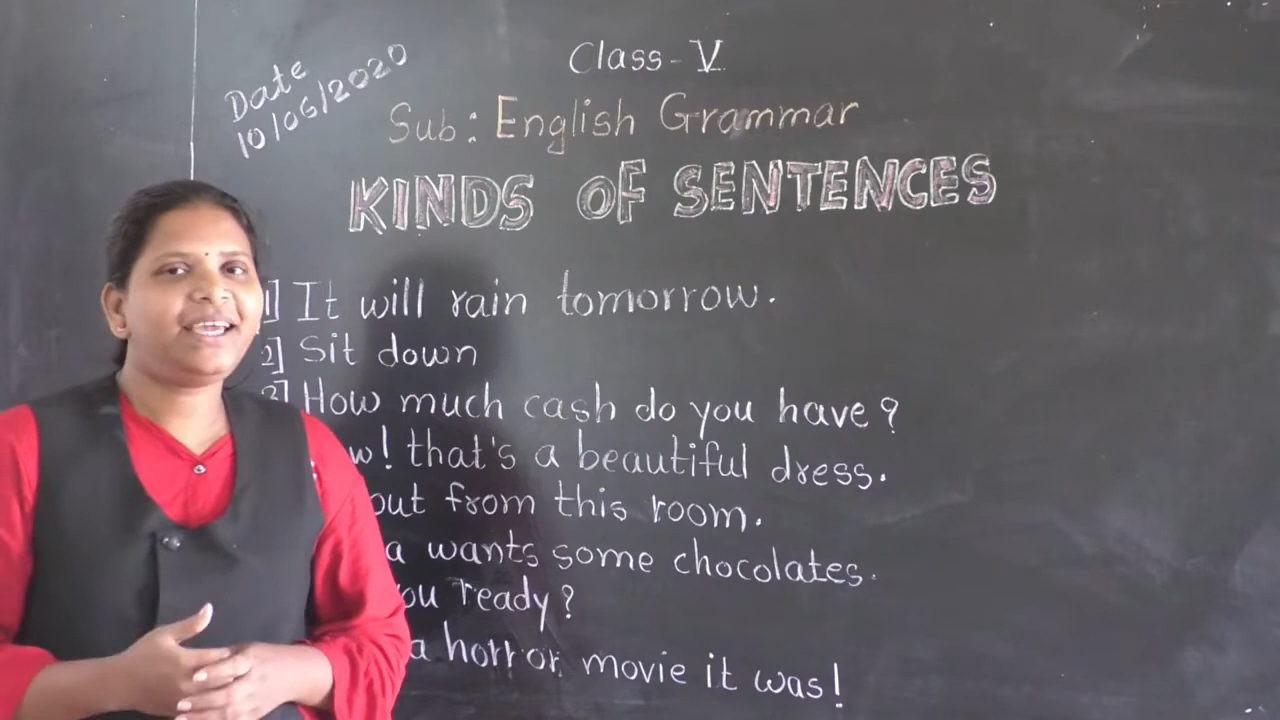 Date
10/06/2020
Class - V
Sub: English Grammar
KINDS OF SENTENCES
1] It will rain tomorrow.
2] Sit down
3] How much cash do you have?
w! that's a beautiful dress.
out from this room.
a wants some chocolates.
you ready?
a horror movie it was!